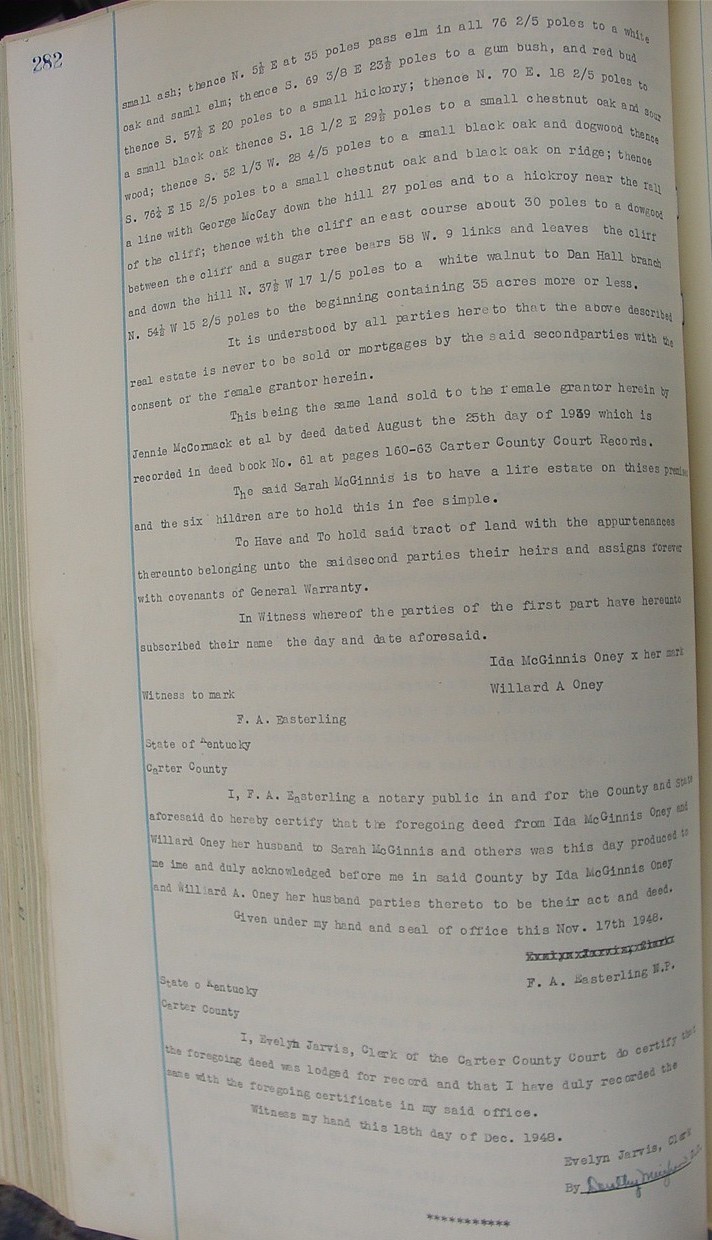 282
small ash; thence N. 5½ E at 35 poles pass elm in all 76 2/5 poles to a white
oak and samll elm; thence S. 69 3/8 E 23½ poles to a gum bush, and red bud
thence S. 57½ E 20 poles to a small hickory; thence N. 70 E. 18 2/5 poles to
a small black oak thence S. 16 1/2 E 29½ poles to a small chestnut oak and sour
wood; thence S. 52 1/3 W. 28 4/5 poles to a small black oak and dogwood thence
S. 76½ E 15 2/5 poles to a small chestnut oak and black oak on ridge; thence
a line with George McCay down the hill 27 poles and to a hickroy near the fall
of the cliff; thence with the cliff an east course about 30 poles to a dowgood
between the cliff and a sugar tree bears 58 W. 9 links and leaves the cliff
and down the hill N. 37½ W 17 1/5 poles to a white walnut to Dan Hall branch
N. 54½ W 15 2/5 poles to the beginning containing 35 acres more or less.
It is understood by all parties hereto that the above described
real estate is never to be sold or mortgages by the said secondparties with the
consent of the female grantor herein.
This being the same land sold to the female grantor herein by
Jennie McCormack et al by deed dated August the 25th day of 1939 which is
recorded in deed book No. 61 at pages 160-63 Carter County Court Records.
The said Sarah McGinnis is to have a life estate on thises premises
and the six hildren are to hold this in fee simple.
To Have and To hold said tract of land with the appurtenances
thereunto belonging unto the saidsecond parties their heirs and assigns forever
with covenants of General Warranty.
In Witness whereof the parties of the first part have hereunto
subscribed their name the day and date aforesaid.
Ida McGinnis Oney x her mark
Willard A Oney
Witness to mark
F. A. Easterling
State of Kentucky
Carter County
I, F. A. Easterling a notary public in and for the County and State
aforesaid do hereby certify that the foregoing deed from Ida McGinnis Oney and
Willard Oney her husband to Sarah McGinnis and others was this day produced to
me ime and duly acknowledged before me in said County by Ida McGinnis Oney
and Willard A. Oney her husband parties thereto to be their act and deed.
Given under my hand and seal of office this Nov. 17th 1948.
F. A. Easterling N.P.
State o Kentucky
Carter County
I, Evelyn Jarvis, Clerk of the Carter County Court do certify that
the foregoing deed was lodged for record and that I have duly recorded the
same with the foregoing certificate in my said office.
Witness my hand this 18th day of Dec. 1948.
Evelyn Jarvis, Clerk
By
***********